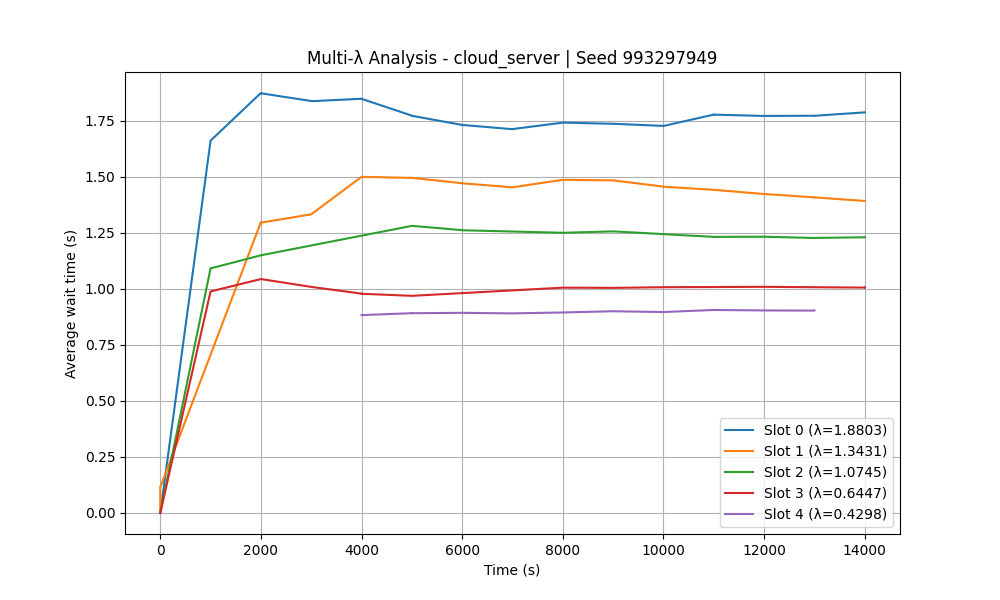 Multi-λ Analysis - cloud_server | Seed 993297949
Average wait time (s)
1.75
1.50
1.25
1.00
0.75
0.50
0.25
0.00
Slot 0 (λ=1.8803)
Slot 1 (λ=1.3431)
Slot 2 (λ=1.0745)
Slot 3 (λ=0.6447)
Slot 4 (λ=0.4298)
0 2000 4000 6000 8000 10000 12000 14000
Time (s)